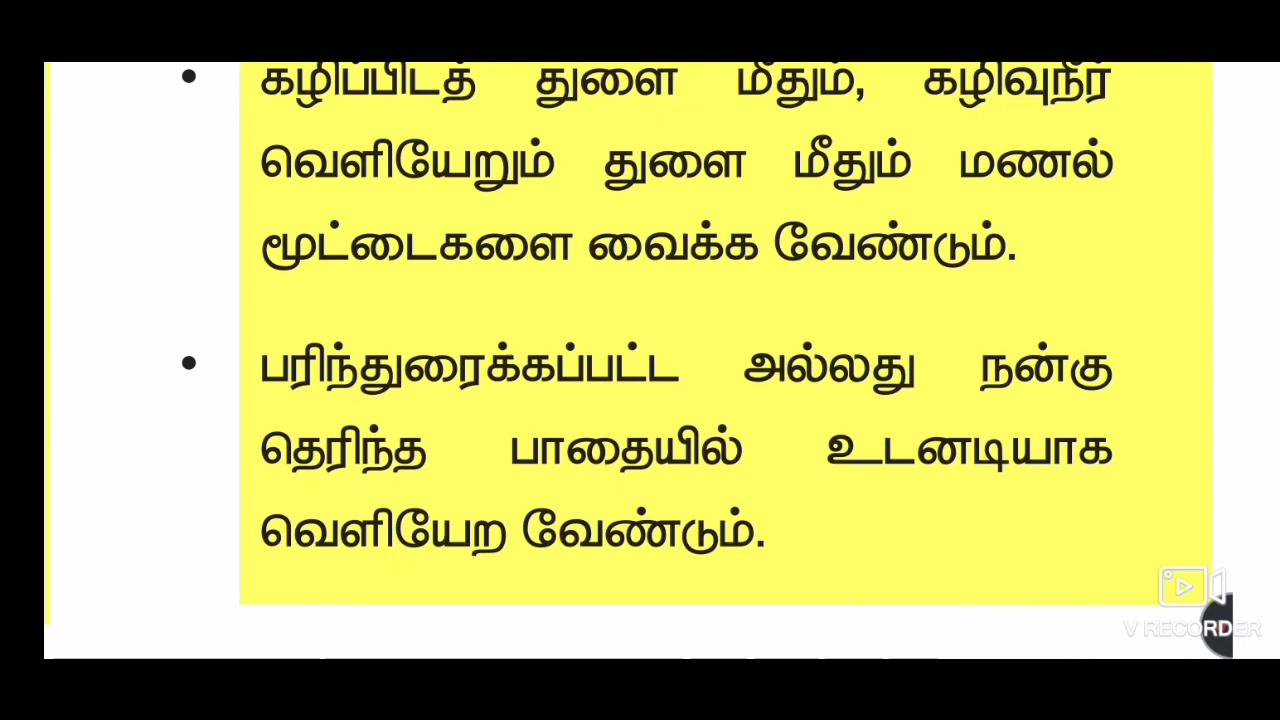 • கழிப்பிடத் துளை மீதும், கழிவுநீர்
வெளியேறும் துளை மீதும் மணல்
மூட்டைகளை வைக்க வேண்டும்.
• பரிந்துரைக்கப்பட்ட அல்லது நன்கு
தெரிந்த பாதையில் உடனடியாக
வெளியேற வேண்டும்.
V RECORDER